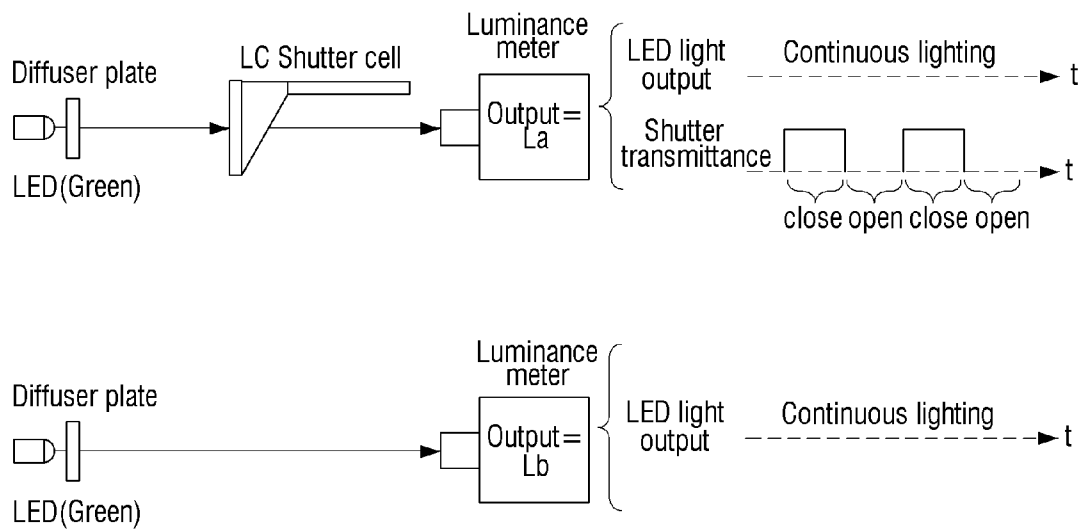 Luminance
meter
Diffuser plate
LC Shutter cell
LED light
output
Continuous lighting
t
Output=
La
LED(Green)
Shutter
transmittance
t
close open close open
Luminance
meter
Diffuser plate
LED light
output
Continuous lighting
t
Output=
Lb
LED(Green)